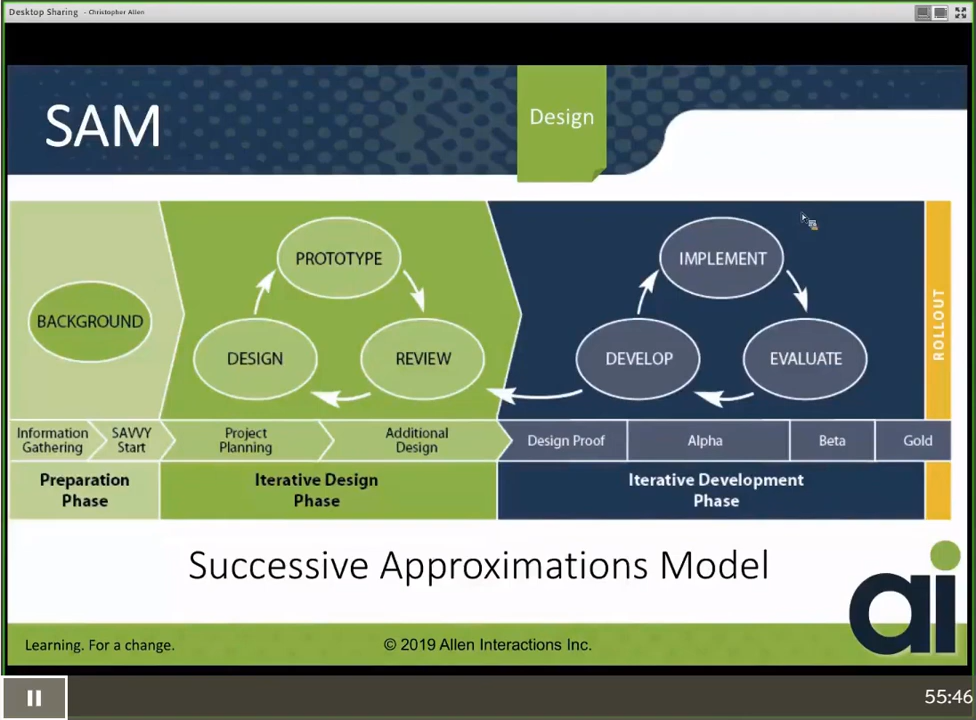 Desktop Sharing - Christopher Allen
SAM
Design
PROTOTYPE
IMPLEMENT
BACKGROUND
DESIGN
REVIEW
DEVELOP
EVALUATE
ROLLOUT
Information
Gathering
SAVVY
Start
Project
Planning
Additional
Design
Design Proof
Alpha
Beta
Gold
Preparation
Phase
Iterative Design
Phase
Iterative Development
Phase
Successive Approximations Model
ai
Learning. For a change.
© 2019 Allen Interactions Inc.
55:46